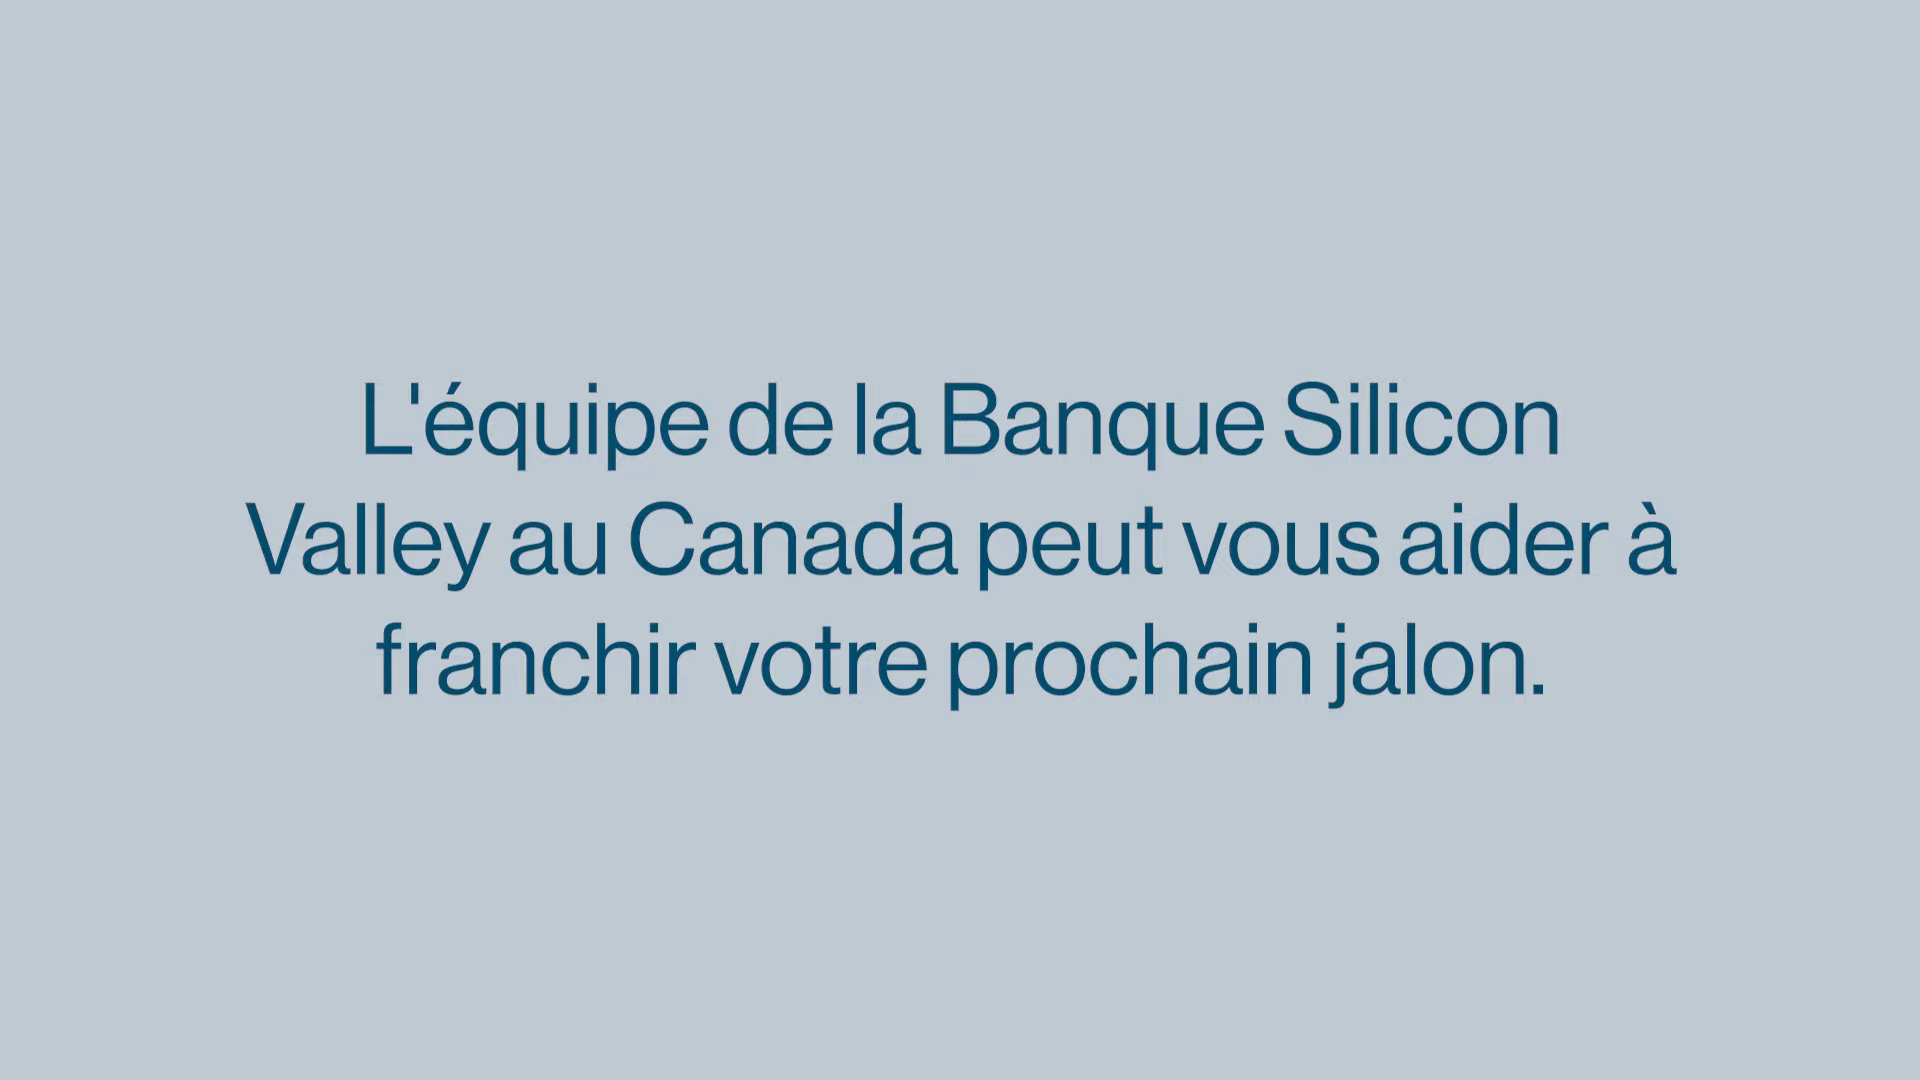 L'équipe de la Banque Silicon
Valley au Canada peut vous aider à
franchir votre prochain jalon.